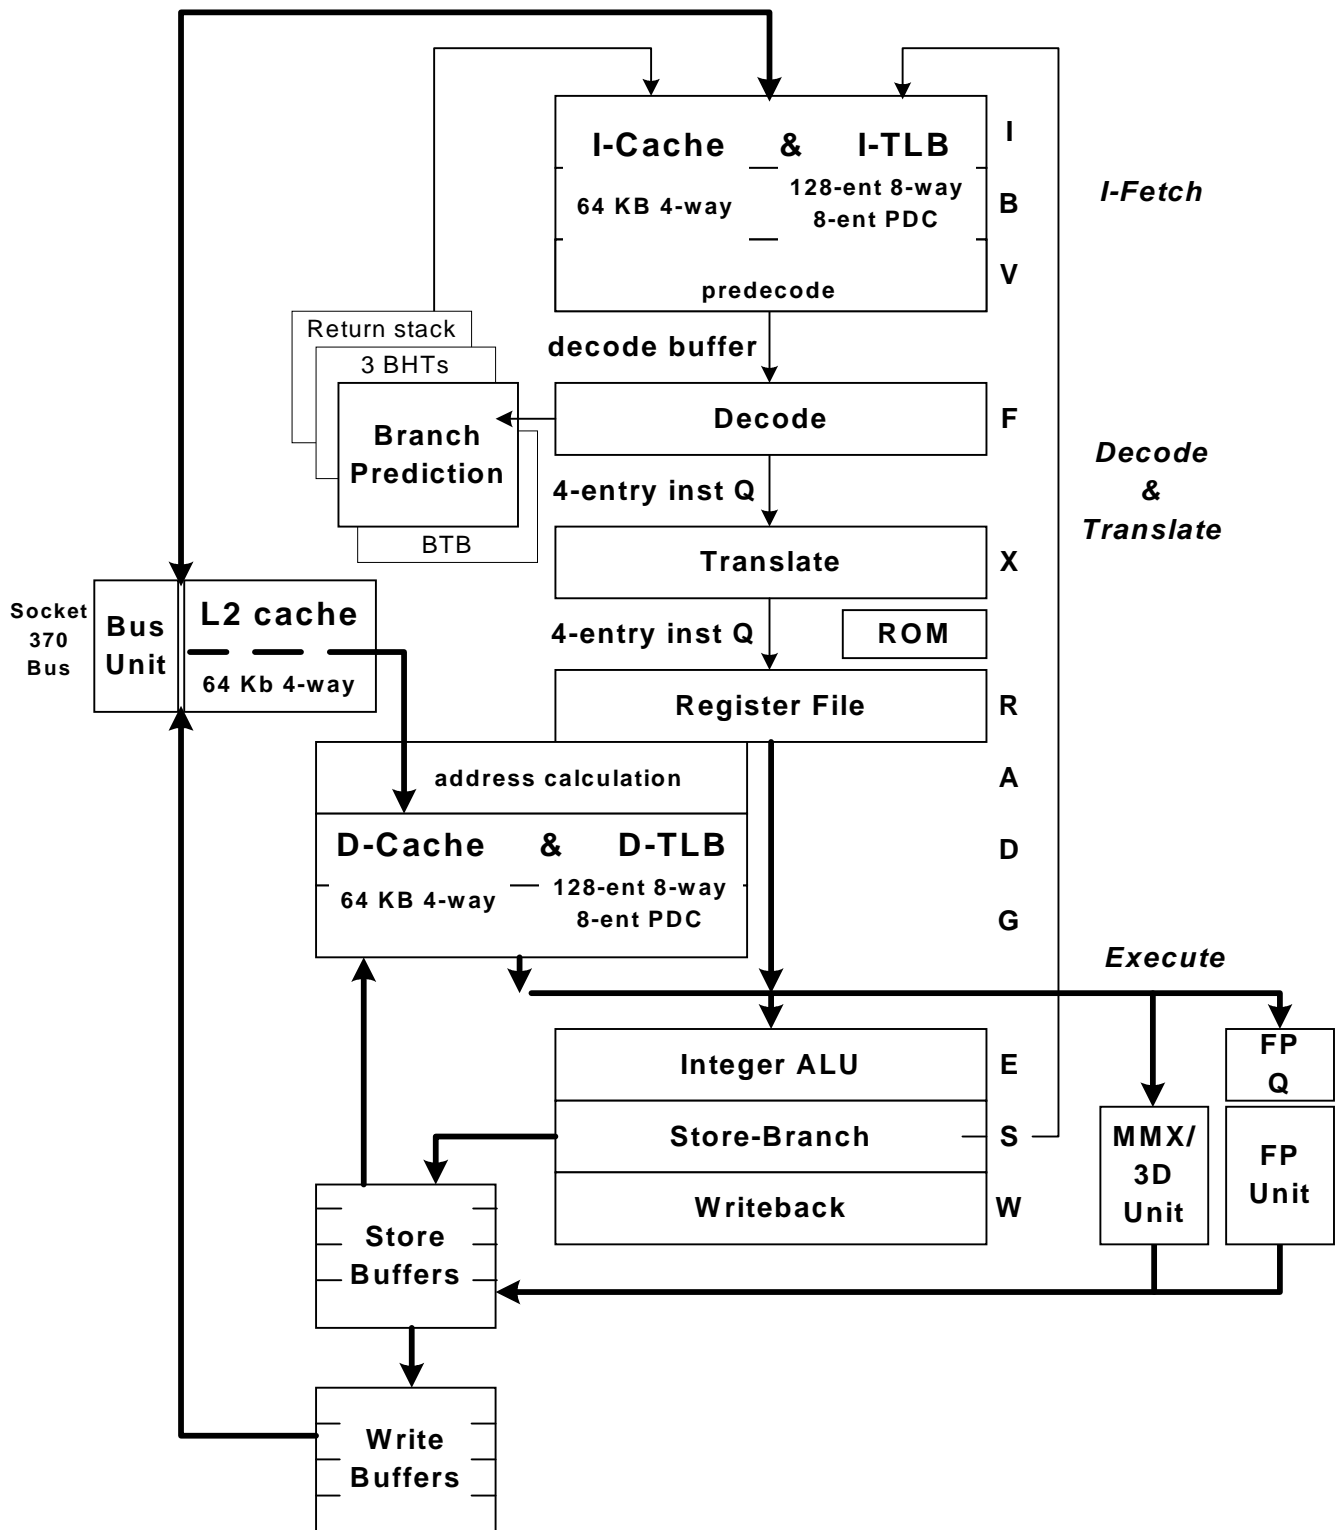 I-Cache & I-TLB
I
64 KB 4-way
128-ent 8-way
8-ent PDC
B
I-Fetch
predecode
V
Return stack
3 BHTs
Branch
Prediction
BTB
decode buffer
Decode
F
Decode
&
Translate
4-entry inst Q
Translate
X
Socket
370
Bus
Bus
Unit
L2 cache
64 Kb 4-way
4-entry inst Q
ROM
Register File
R
address calculation
A
D-Cache & D-TLB
D
64 KB 4-way
128-ent 8-way
8-ent PDC
G
Execute
Integer ALU
E
FP
Q
Store-Branch
S
MMX/
3D
Unit
FP
Unit
Writeback
W
Store
Buffers
Write
Buffers